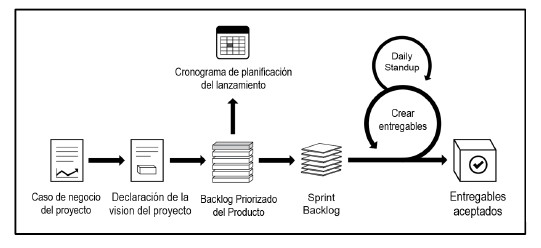 Daily
Standup
Cronograma de planificación
del lanzamiento
Crear
entregables
Caso de negocio
del proyecto
Declaración de la
vision del proyecto
Backlog Priorizado
del Producto
Sprint
Backlog
Entregables
aceptados